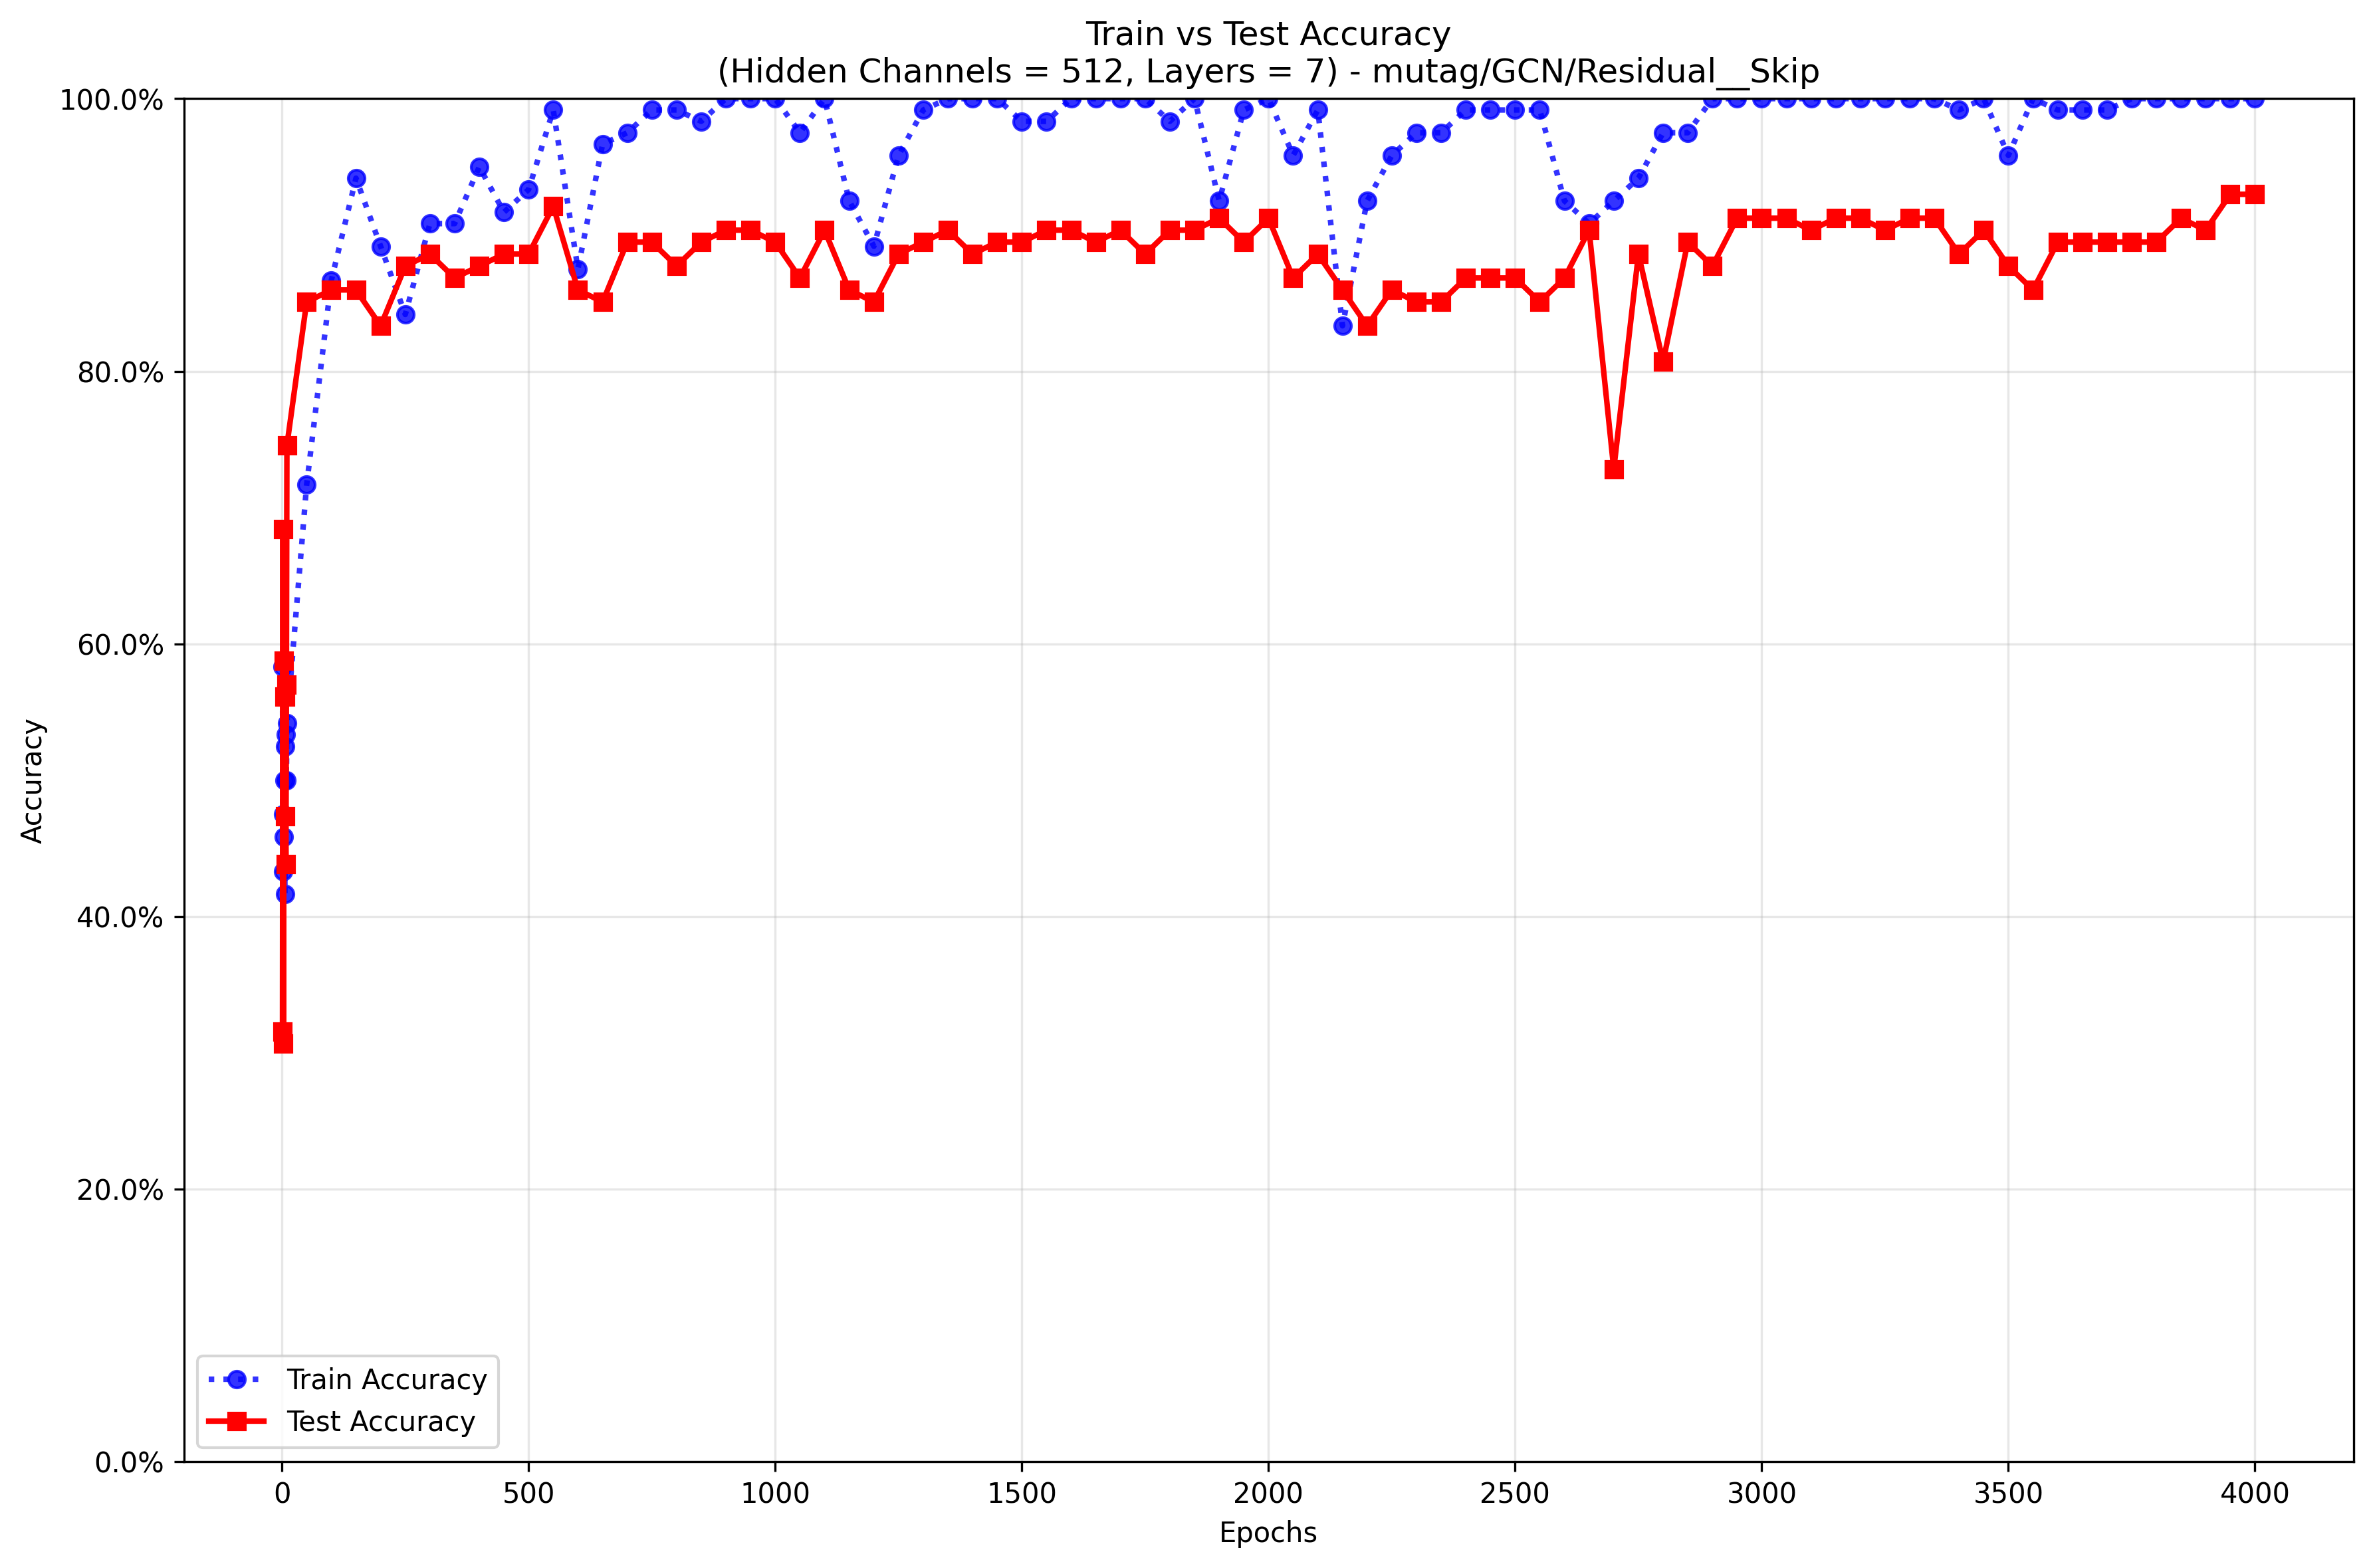 Train vs Test Accuracy
(Hidden Channels = 512, Layers = 7) - mutag/GCN/Residual__Skip
100.0%
80.0%
60.0%
40.0%
20.0%
0.0%
Accuracy
Train Accuracy
Test Accuracy
0 500 1000 1500 2000 2500 3000 3500 4000
Epochs